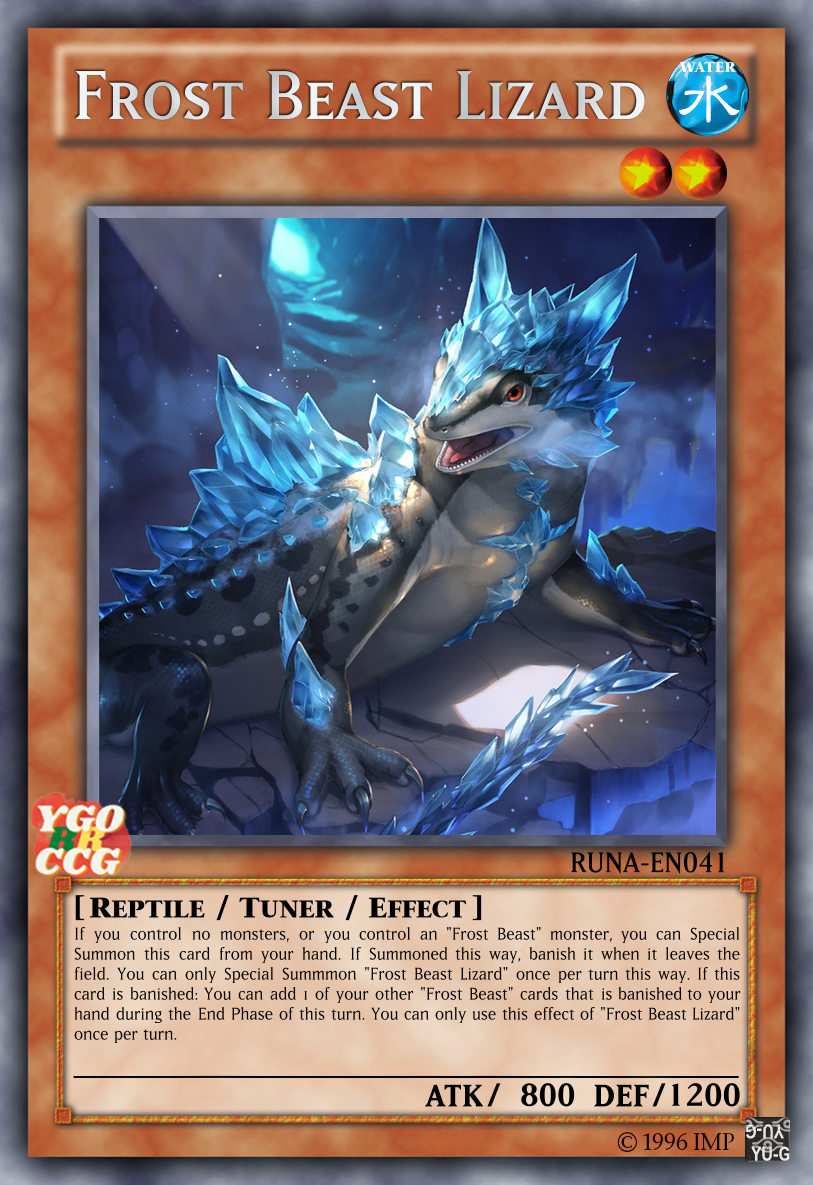 Frost Beast Lizard
WATER
水
YGO
RR
CCG
RUNA-EN041
[ Reptile / Tuner / Effect ]
If you control no monsters, or you control an "Frost Beast" monster, you can Special
Summon this card from your hand. If Summoned this way, banish it when it leaves the
field. You can only Special Summmon "Frost Beast Lizard" once per turn this way. If this
card is banished: You can add 1 of your other "Frost Beast" cards that is banished to your
hand during the End Phase of this turn. You can only use this effect of "Frost Beast Lizard"
once per turn.
ATK/ 800 DEF/1200
© 1996 IMP
YU-G